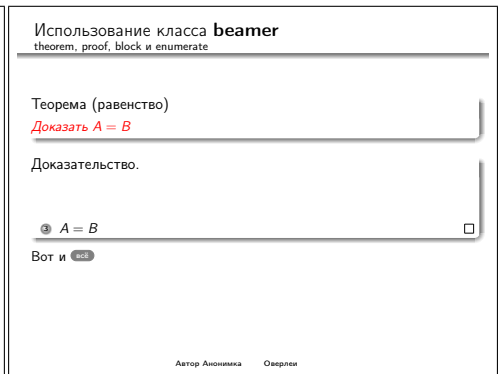 Использование класса beamer
theorem, proof, block и enumerate
Теорема (равенство)
Доказать A = B
Доказательство.
3 A = B
Вот и всё
Автор Анонимка Оверлеи